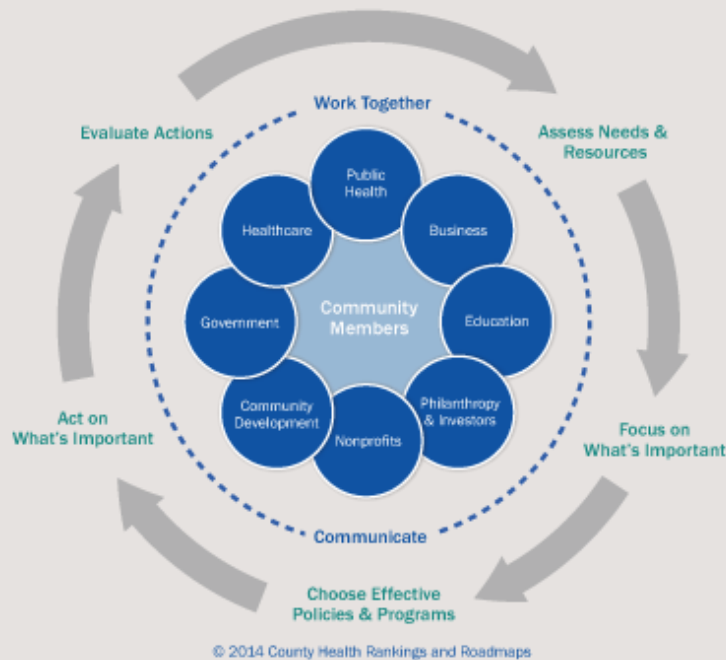 Work Together
Evaluate Actions
Assess Needs &
Resources
Public
Health
Healthcare
Business
Government
Community
Members
Education
Community
Development
Philanthropy
& Investors
Nonprofits
Act on
What's Important
Focus on
What's Important
Communicate
Choose Effective
Policies & Programs
© 2014 County Health Rankings and Roadmaps